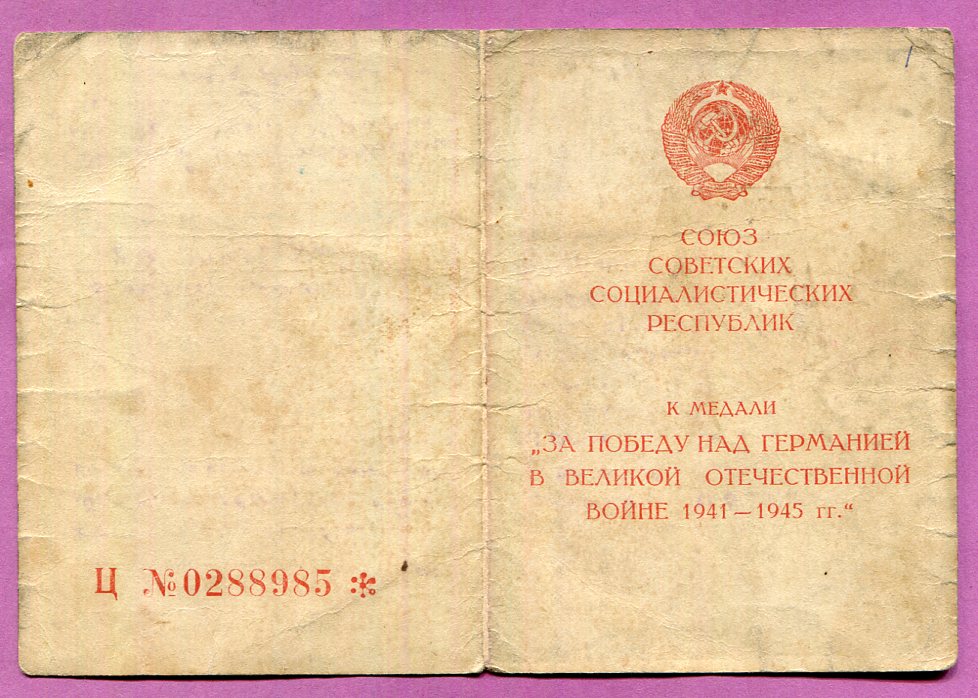 Ц №0288985
СОЮЗ
СОВЕТСКИХ
СОЦИАЛИСТИЧЕСКИХ
РЕСПУБЛИК
К МЕДАЛИ
„ЗА ПОБЕДУ НАД ГЕРМАНИЕЙ
В ВЕЛИКОЙ ОТЕЧЕСТВЕННОЙ
ВОЙНЕ 1941—1945 гг.“